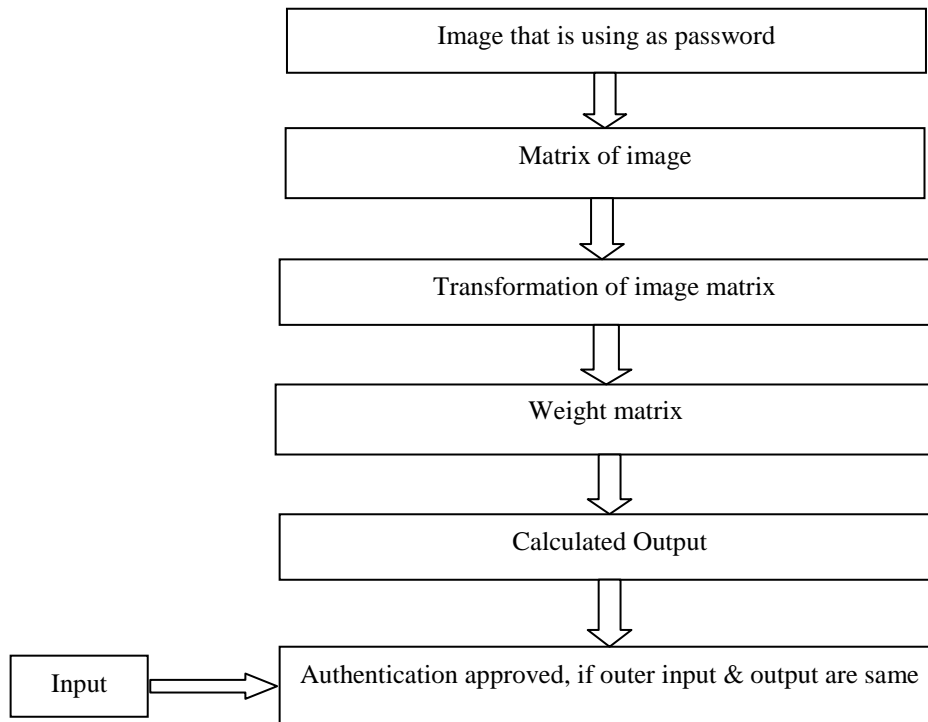 Image that is using as password
Matrix of image
Transformation of image matrix
Weight matrix
Calculated Output
Input
Authentication approved, if outer input & output are same